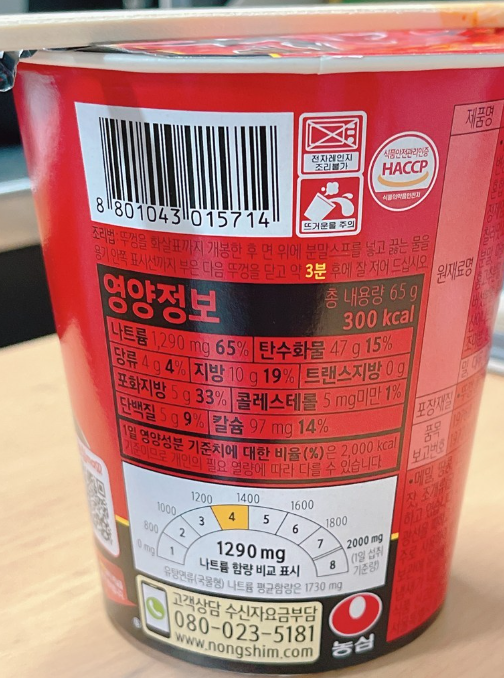 제품명
8 801043 015714
전자레인지
조리불가
뜨거운물 주의
식품안전관리인증
HACCP
식품의약품안전처
조리법 : 뚜껑을 화살표까지 개봉한 후 면 위에 분말스프를 넣고 끓는 물을
용기 안쪽 표시선까지 부은 다음 뚜껑을 닫고 약 3분 후에 잘 저어 드십시오
원재료명
영양정보
총 내용량 65 g
300 kcal
나트륨 1,290 mg 65% 탄수화물 47 g 15%
당류 4 g 4% 지방 10 g 19% 트랜스지방 0 g
포화지방 5 g 33% 콜레스테롤 5 mg미만 1%
단백질 5 g 9% 칼슘 97 mg 14%
1일 영양성분 기준치에 대한 비율(%)은 2,000 kcal
기준이므로 개인의 필요 열량에 따라 다를 수 있습니다
포장재질
품목
보고번호
0 mg 800 1000 1200 1400 1600 1800 2000 mg
(1일 섭취
기준량)
1 2 3 4 5 6 7 8
1290 mg
나트륨 함량 비교 표시
유탕면류(국물형) 나트륨 평균함량은 1730 mg
고객상담 수신자요금부담
080-023-5181
www.nongshim.com
농심